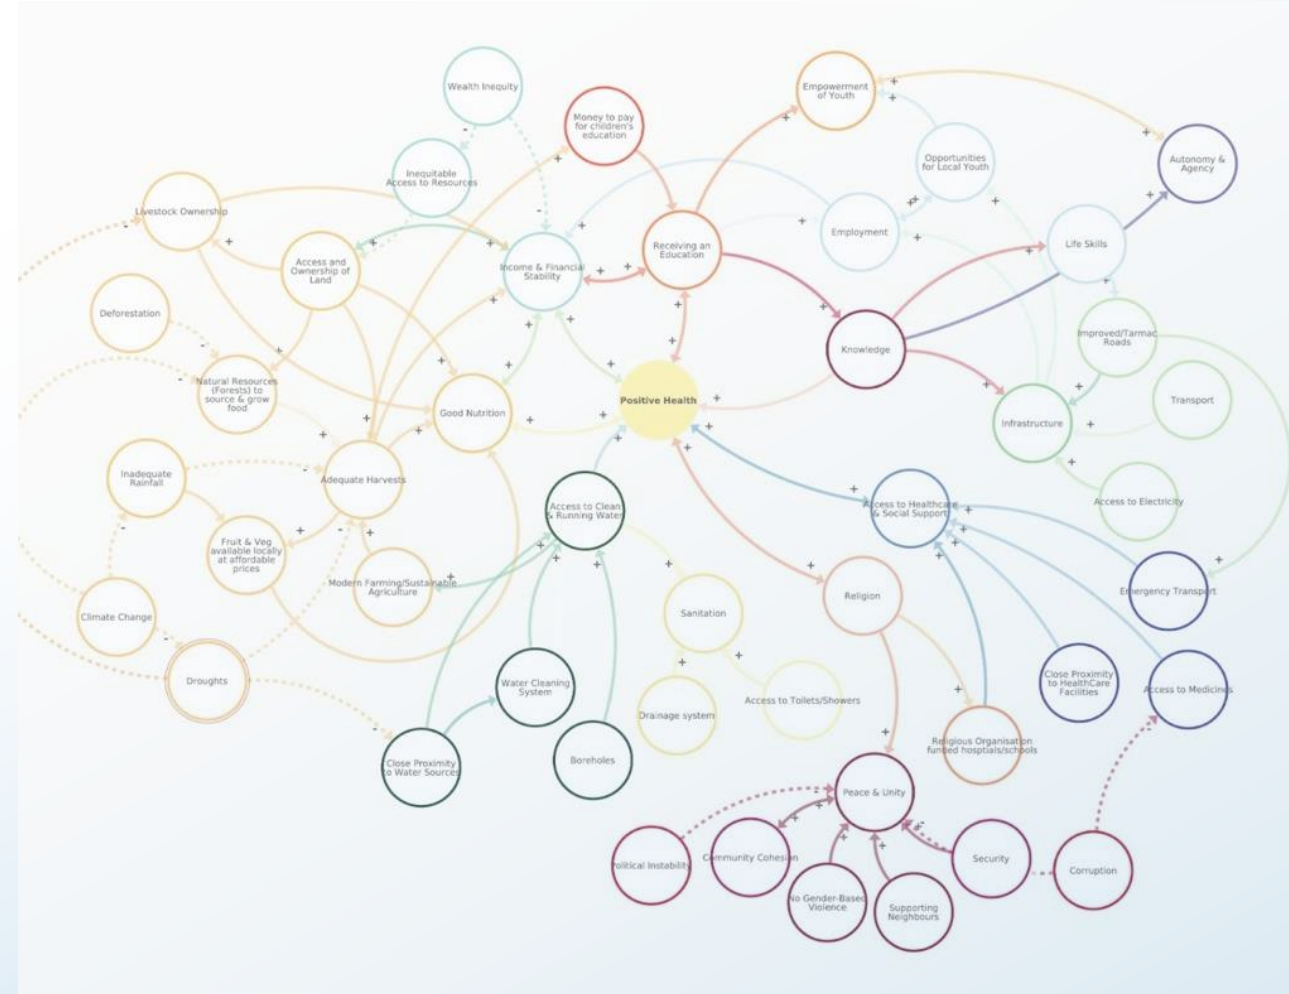 Wealth Inequity
Money to pay
for children's
education
Empowerment
of Youth
Inequitable
Access to Resources
Opportunities
for Local Youth
Autonomy &
Agency
Livestock Ownership
Access and
Ownership of
Land
Income & Financial
Stability
Receiving an
Education
Employment
Life Skills
Deforestation
Natural Resources
(Forests) to
source & grow
food
Good Nutrition
Positive Health
Knowledge
Improved/Tarmac
Roads
Transport
Infrastructure
Inadequate
Rainfall
Adequate Harvests
Access to Clean
& Running Water
Access to Healthcare
& Social Support
Access to Electricity
Fruit & Veg
available locally
at affordable
prices
Modern Farming/Sustainable
Agriculture
Sanitation
Religion
Emergency Transport
Climate Change
Droughts
Water Cleaning
System
Drainage system
Access to Toilets/Showers
Close Proximity
to HealthCare
Facilities
Access to Medicines
Close Proximity
to Water Sources
Boreholes
Religious Organisation
funded hosptials/schools
Peace & Unity
Political Instability
Community Cohesion
No Gender-Based
Violence
Supporting
Neighbours
Security
Corruption